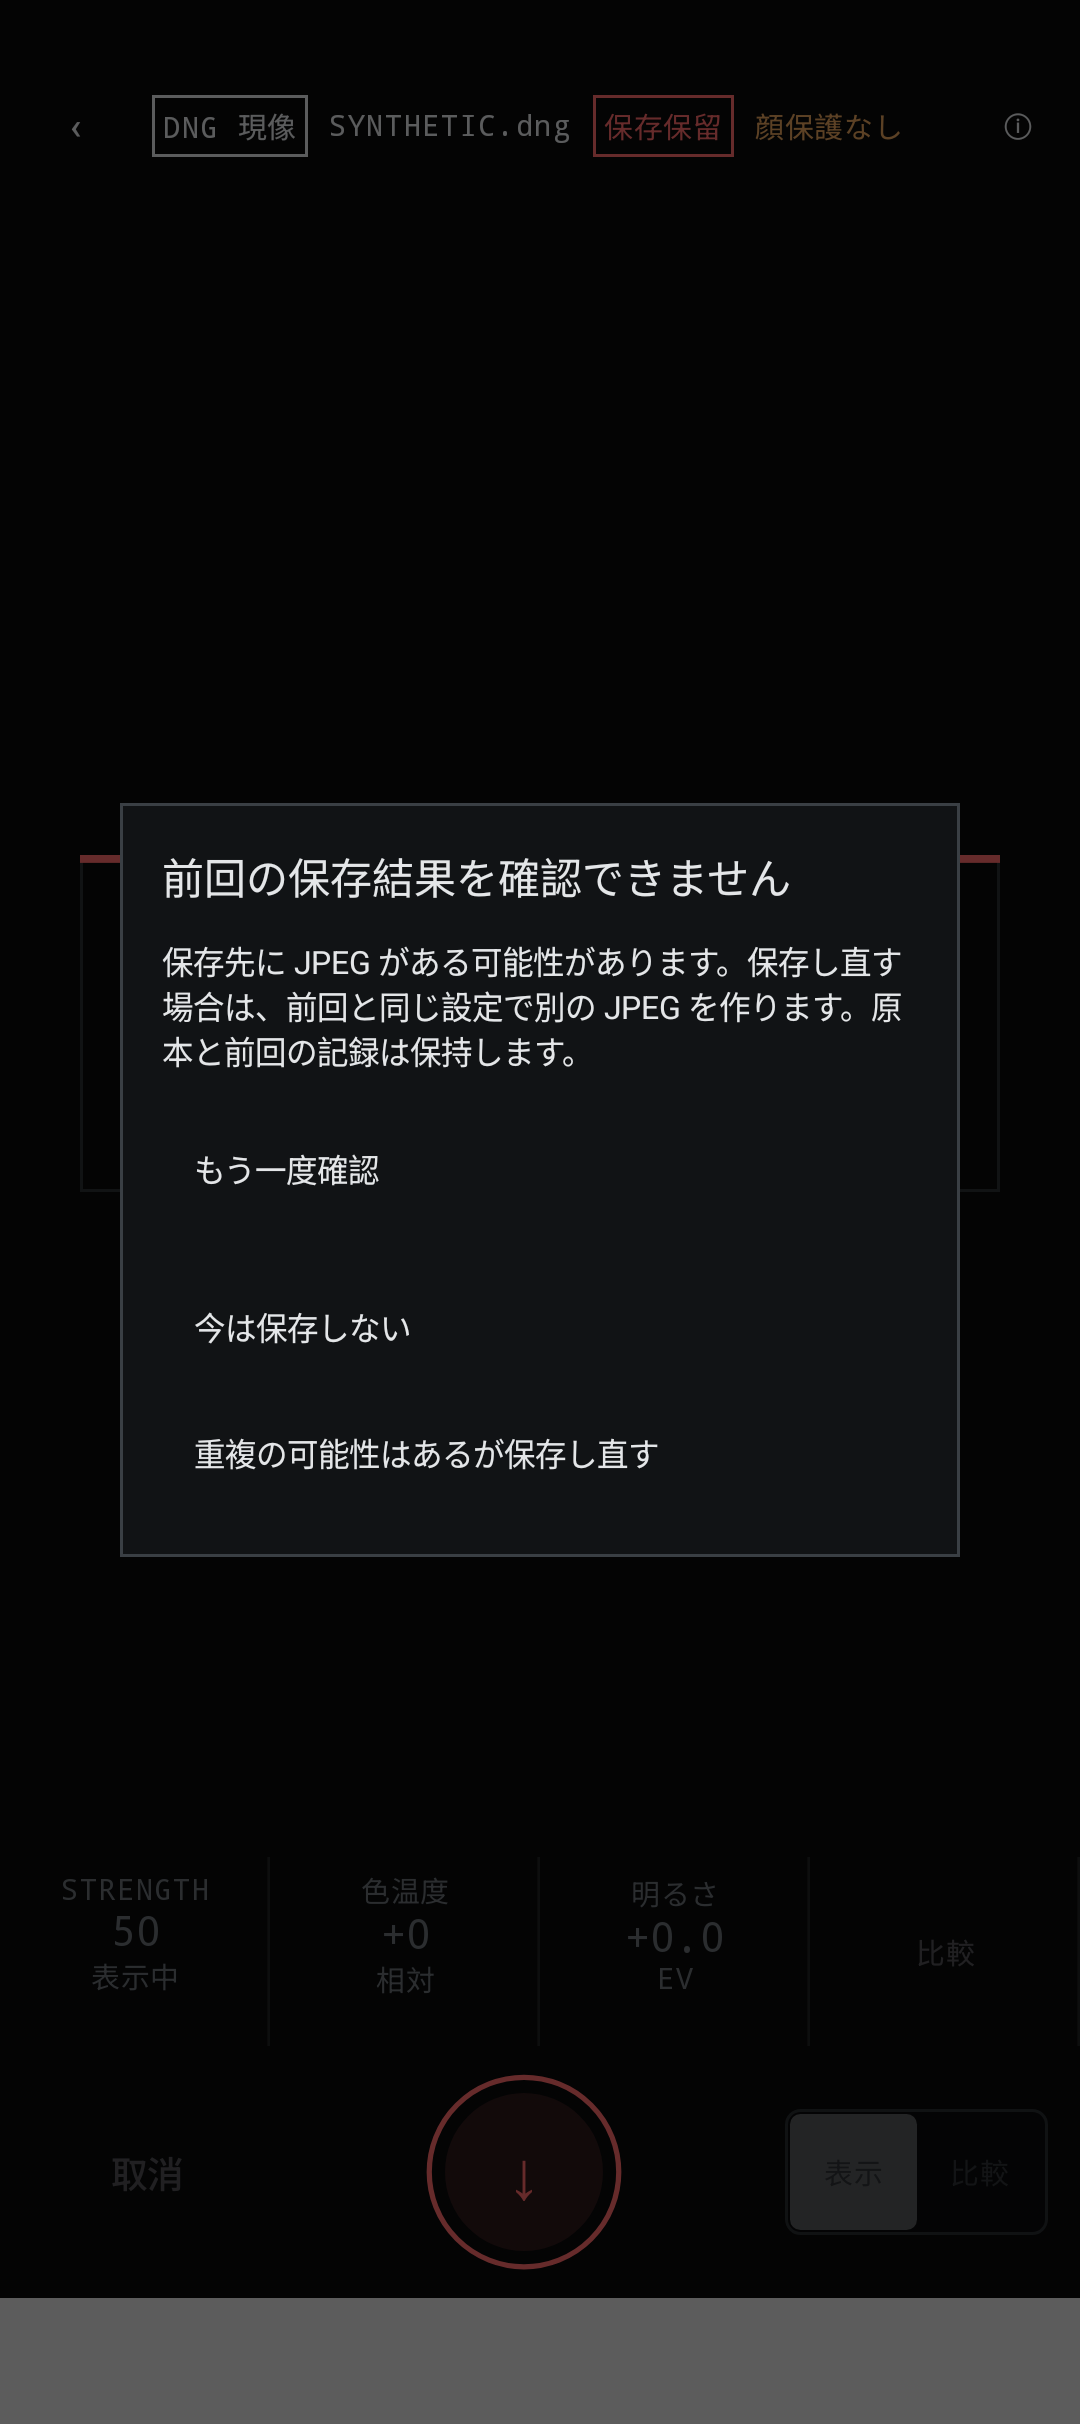 ‹ DNG 現像 SYNTHETIC.dng 保存保留 顔保護なし ⓘ
前回の保存結果を確認できません
保存先に JPEG がある可能性があります。保存し直す
場合は、前回と同じ設定で別の JPEG を作ります。原
本と前回の記録は保持します。
もう一度確認
今は保存しない
重複の可能性はあるが保存し直す
STRENGTH
50
表示中
色温度
+0
相対
明るさ
+0.0
EV
比較
取消
↓
表示 比較